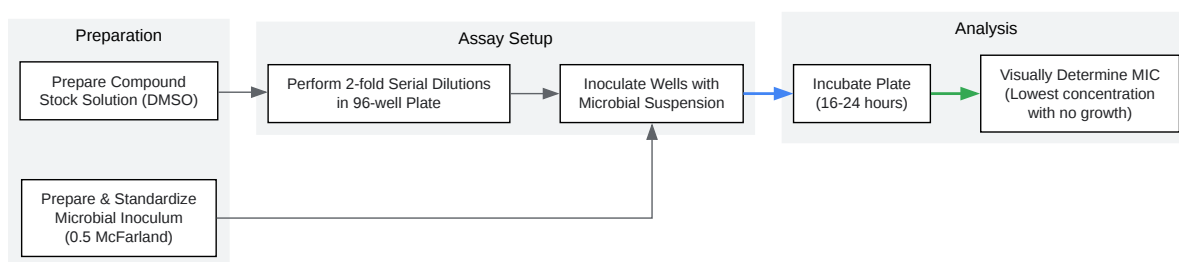 Preparation
Prepare Compound
Stock Solution (DMSO)
Prepare & Standardize
Microbial Inoculum
(0.5 McFarland)
Assay Setup
Perform 2-fold Serial Dilutions
in 96-well Plate
Inoculate Wells with
Microbial Suspension
Analysis
Incubate Plate
(16-24 hours)
Visually Determine MIC
(Lowest concentration
with no growth)